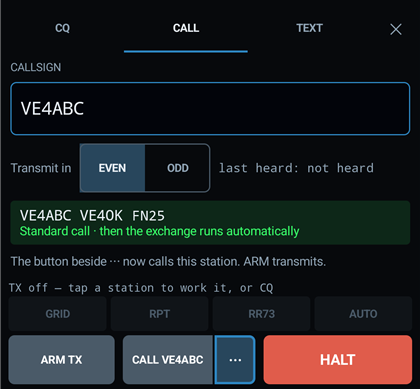 CQ CALL TEXT ×
CALLSIGN
VE4ABC
Transmit in EVEN ODD last heard: not heard
VE4ABC VE4OK FN25
Standard call · then the exchange runs automatically
The button beside ··· now calls this station. ARM transmits.
TX off — tap a station to work it, or CQ
GRID RPT RR73 AUTO
ARM TX CALL VE4ABC ··· HALT